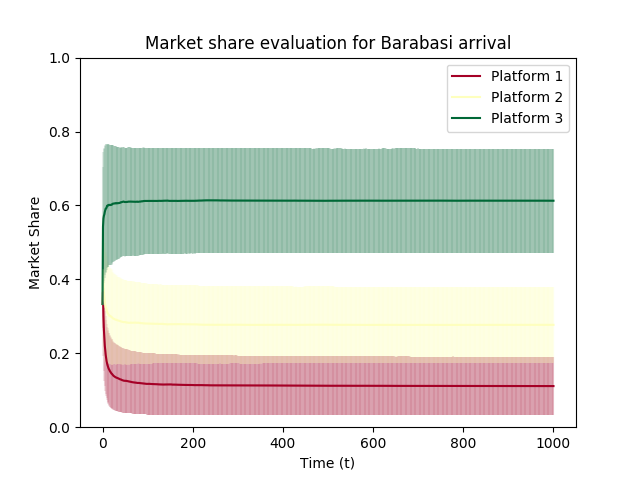 Market share evaluation for Barabasi arrival
Platform 1
Platform 2
Platform 3
Market Share
1.0
0.8
0.6
0.4
0.2
0.0
0 200 400 600 800 1000
Time (t)